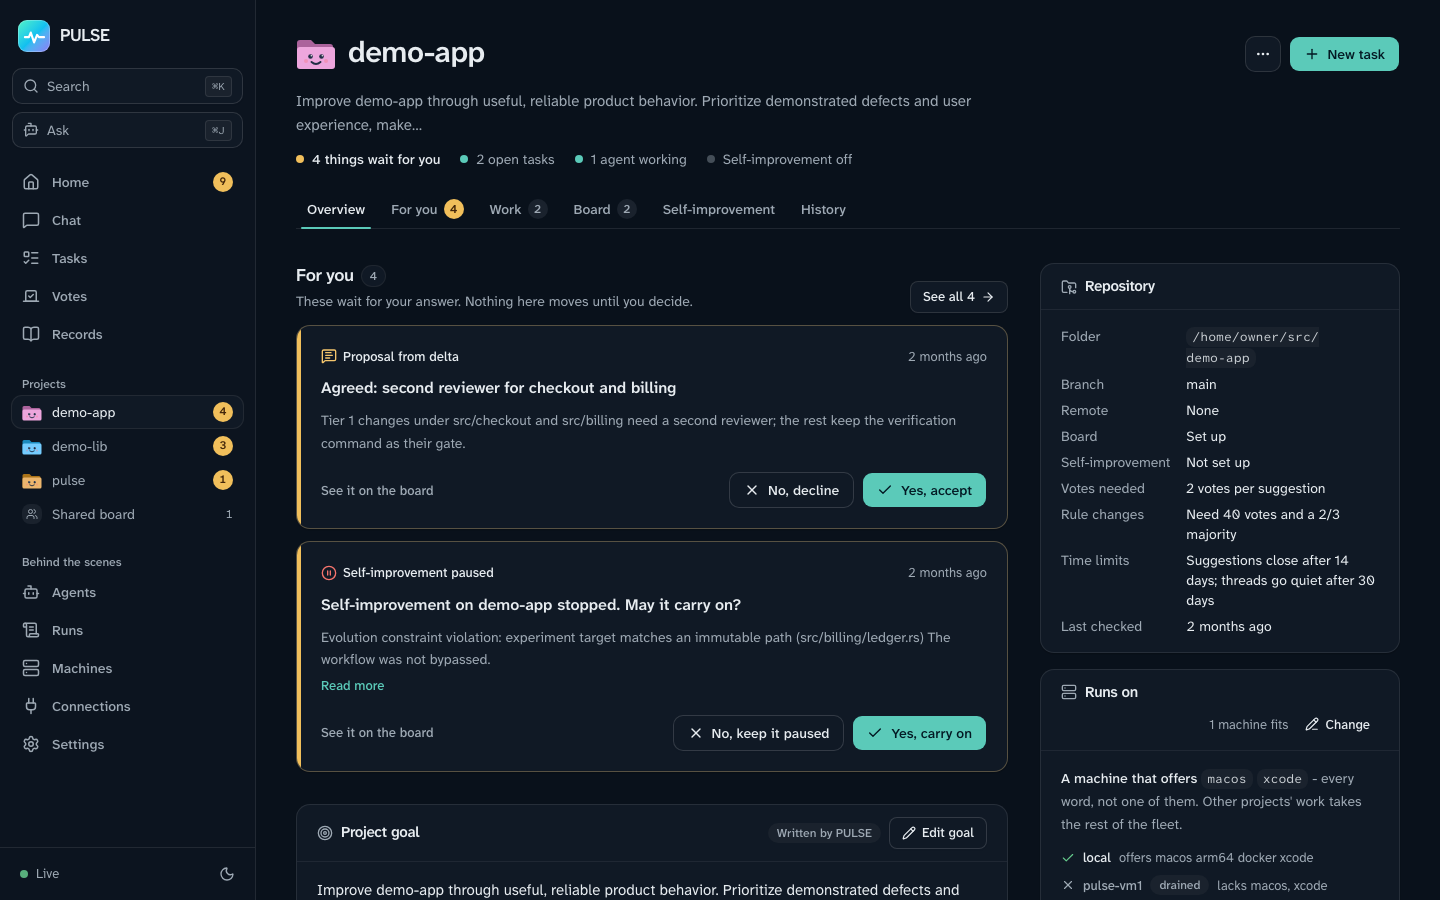 PULSE
Search ⌘K
Ask ⌘J
Home 9
Chat
Tasks
Votes
Records
Projects
demo-app 4
demo-lib 3
pulse 1
Shared board 1
Behind the scenes
Agents
Runs
Machines
Connections
Settings
Live
demo-app
New task
Improve demo-app through useful, reliable product behavior. Prioritize demonstrated defects and user
experience, make...
4 things wait for you 2 open tasks 1 agent working Self-improvement off
Overview For you 4 Work 2 Board 2 Self-improvement History
For you 4
These wait for your answer. Nothing here moves until you decide.
See all 4
Proposal from delta 2 months ago
Agreed: second reviewer for checkout and billing
Tier 1 changes under src/checkout and src/billing need a second reviewer; the rest keep the verification
command as their gate.
See it on the board No, decline Yes, accept
Self-improvement paused 2 months ago
Self-improvement on demo-app stopped. May it carry on?
Evolution constraint violation: experiment target matches an immutable path (src/billing/ledger.rs) The
workflow was not bypassed.
Read more
See it on the board No, keep it paused Yes, carry on
Project goal Written by PULSE Edit goal
Improve demo-app through useful, reliable product behavior. Prioritize demonstrated defects and
Repository
Folder /home/owner/src/
demo-app
Branch main
Remote None
Board Set up
Self-improvement Not set up
Votes needed 2 votes per suggestion
Rule changes Need 40 votes and a 2/3
majority
Time limits Suggestions close after 14
days; threads go quiet after 30
days
Last checked 2 months ago
Runs on
1 machine fits Change
A machine that offers macos xcode - every
word, not one of them. Other projects' work takes
the rest of the fleet.
local offers macos arm64 docker xcode
pulse-vm1 drained lacks macos, xcode